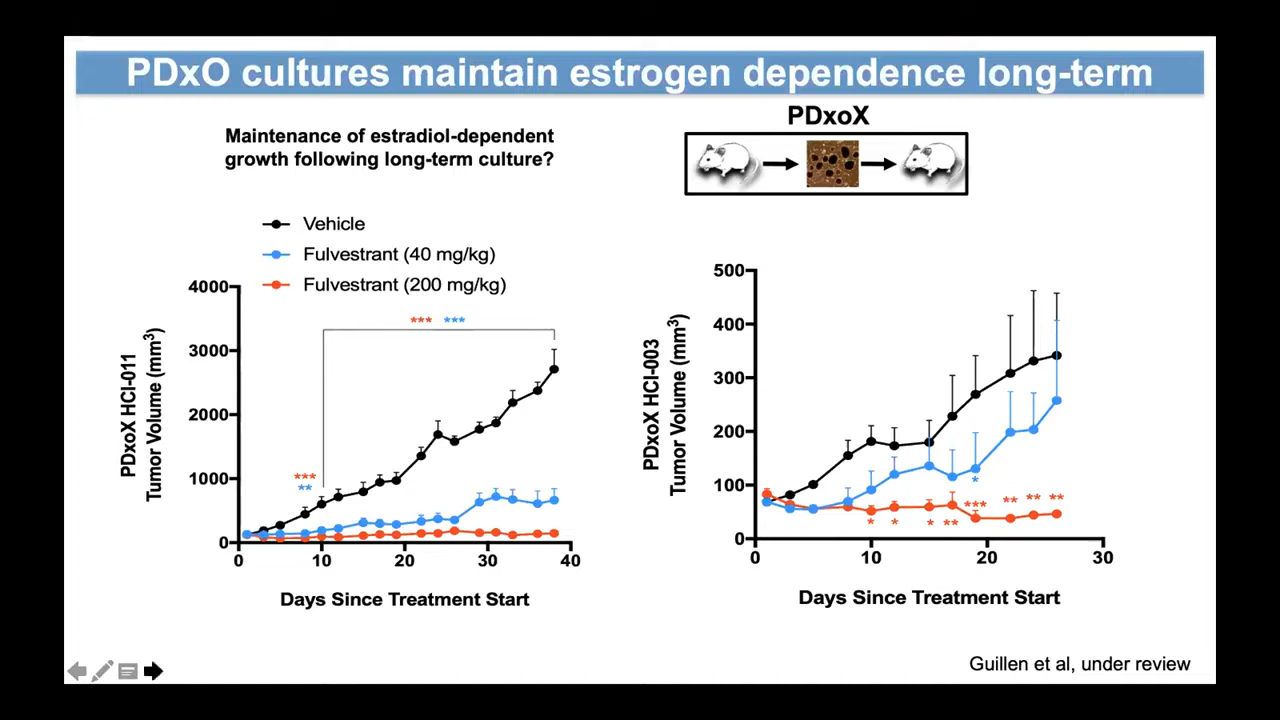 PDxO cultures maintain estrogen dependence long-term
Maintenance of estradiol-dependent
growth following long-term culture?
PDxoX
Vehicle
Fulvestrant (40 mg/kg)
Fulvestrant (200 mg/kg)
PDxoX HCI-011
Tumor Volume (mm³)
4000
3000
2000
1000
0
*** ***
***
**
0 10 20 30 40
Days Since Treatment Start
PDxoX HCI-003
Tumor Volume (mm³)
500
400
300
200
100
0
*
*** ** ** **
* * * **
0 10 20 30
Days Since Treatment Start
Guillen et al, under review